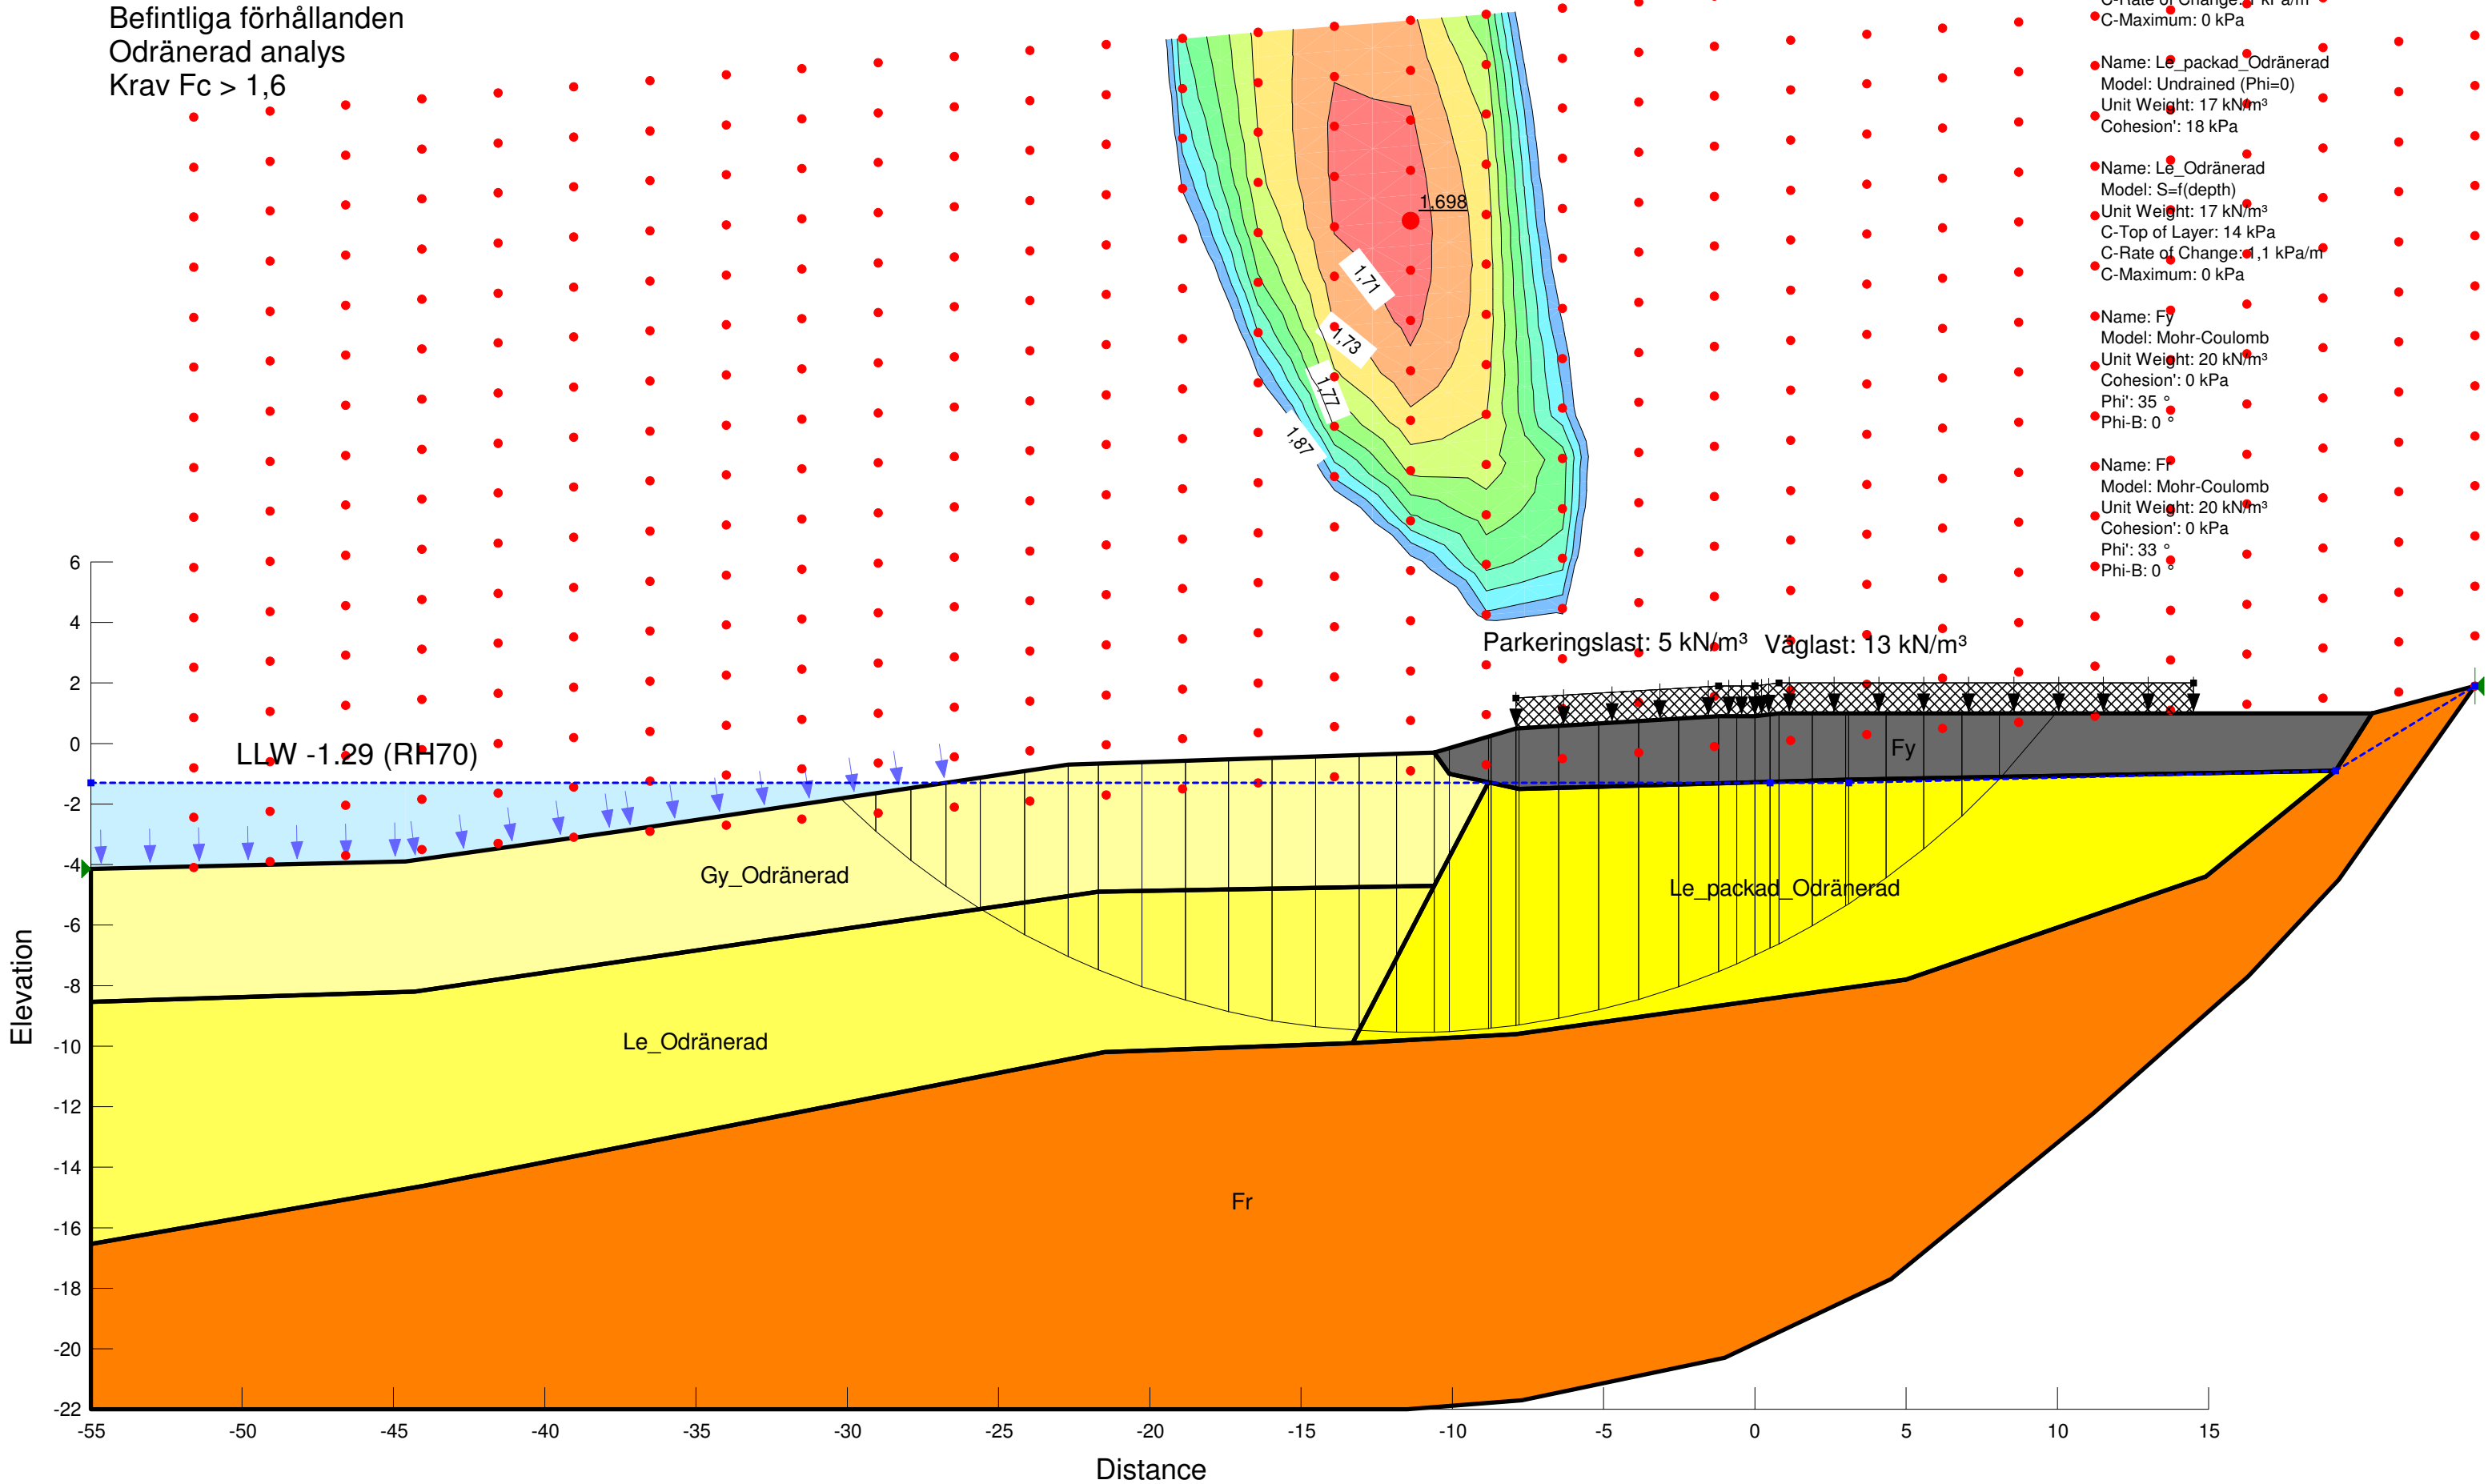 Befintliga förhållanden
Odränerad analys
Krav Fc > 1,6
C-Rate of Change: 1 kPa/m
C-Maximum: 0 kPa
Name: Le_packad_Odränerad
Model: Undrained (Phi=0)
Unit Weight: 17 kN/m³
Cohesion': 18 kPa
Name: Le_Odränerad
Model: S=f(depth)
Unit Weight: 17 kN/m³
C-Top of Layer: 14 kPa
C-Rate of Change: 1,1 kPa/m
C-Maximum: 0 kPa
Name: Fy
Model: Mohr-Coulomb
Unit Weight: 20 kN/m³
Cohesion': 0 kPa
Phi': 35 °
Phi-B: 0 °
Name: Fr
Model: Mohr-Coulomb
Unit Weight: 20 kN/m³
Cohesion': 0 kPa
Phi': 33 °
Phi-B: 0 °
1,698
1,71
1,73
1,77
1,87
Parkeringslast: 5 kN/m³ Väglast: 13 kN/m³
LLW -1.29 (RH70)
Fy
Gy_Odränerad
Le_packad_Odränerad
Le_Odränerad
Fr
6
4
2
0
-2
-4
-6
-8
-10
-12
-14
-16
-18
-20
-22
Elevation
-55 -50 -45 -40 -35 -30 -25 -20 -15 -10 -5 0 5 10 15
Distance